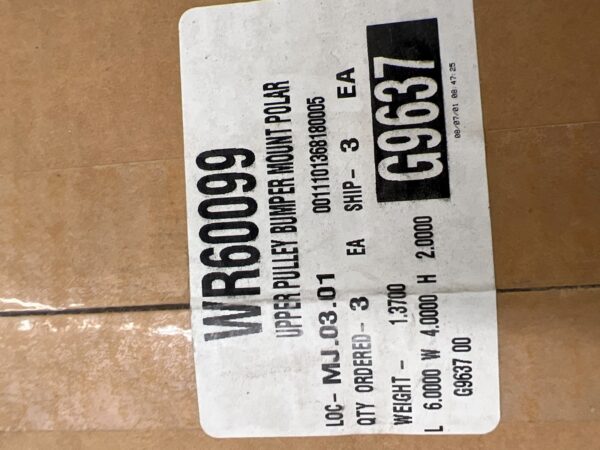 WR60099
UPPER PULLEY BUMPER MOUNT POLAR
LOC- MJ.03.01 0011101368180005
QTY ORDERED- 3 EA SHIP- 3 EA
WEIGHT - 1.3700
L 6.0000 W 4.0000 H 2.0000
G9637 00
G9637
08/07/01 08:47:25